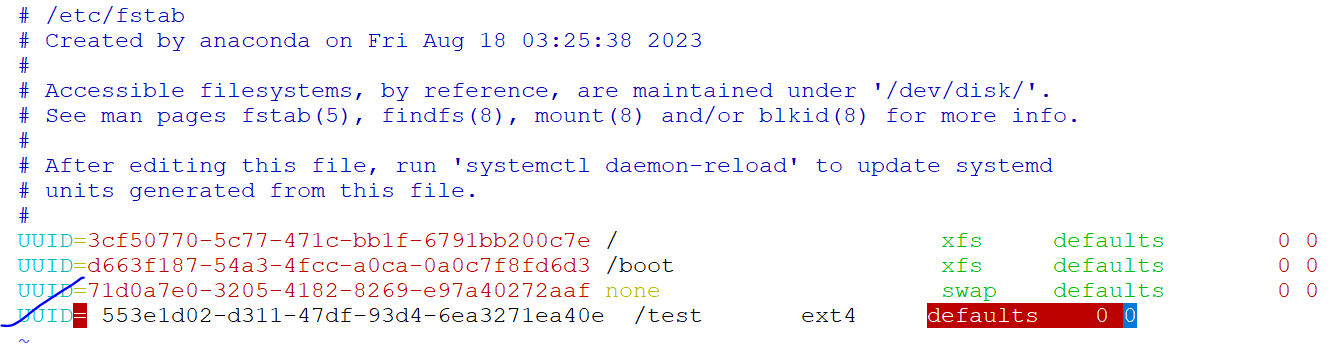 # /etc/fstab
# Created by anaconda on Fri Aug 18 03:25:38 2023
#
# Accessible filesystems, by reference, are maintained under '/dev/disk/'.
# See man pages fstab(5), findfs(8), mount(8) and/or blkid(8) for more info.
#
# After editing this file, run 'systemctl daemon-reload' to update systemd
# units generated from this file.
#
UUID=3cf50770-5c77-471c-bb1f-6791bb200c7e / xfs defaults 0 0
UUID=d663f187-54a3-4fcc-a0ca-0a0c7f8fd6d3 /boot xfs defaults 0 0
UUID=71d0a7e0-3205-4182-8269-e97a40272aaf none swap defaults 0 0
UUID= 553e1d02-d311-47df-93d4-6ea3271ea40e /test ext4 defaults 0 0
~